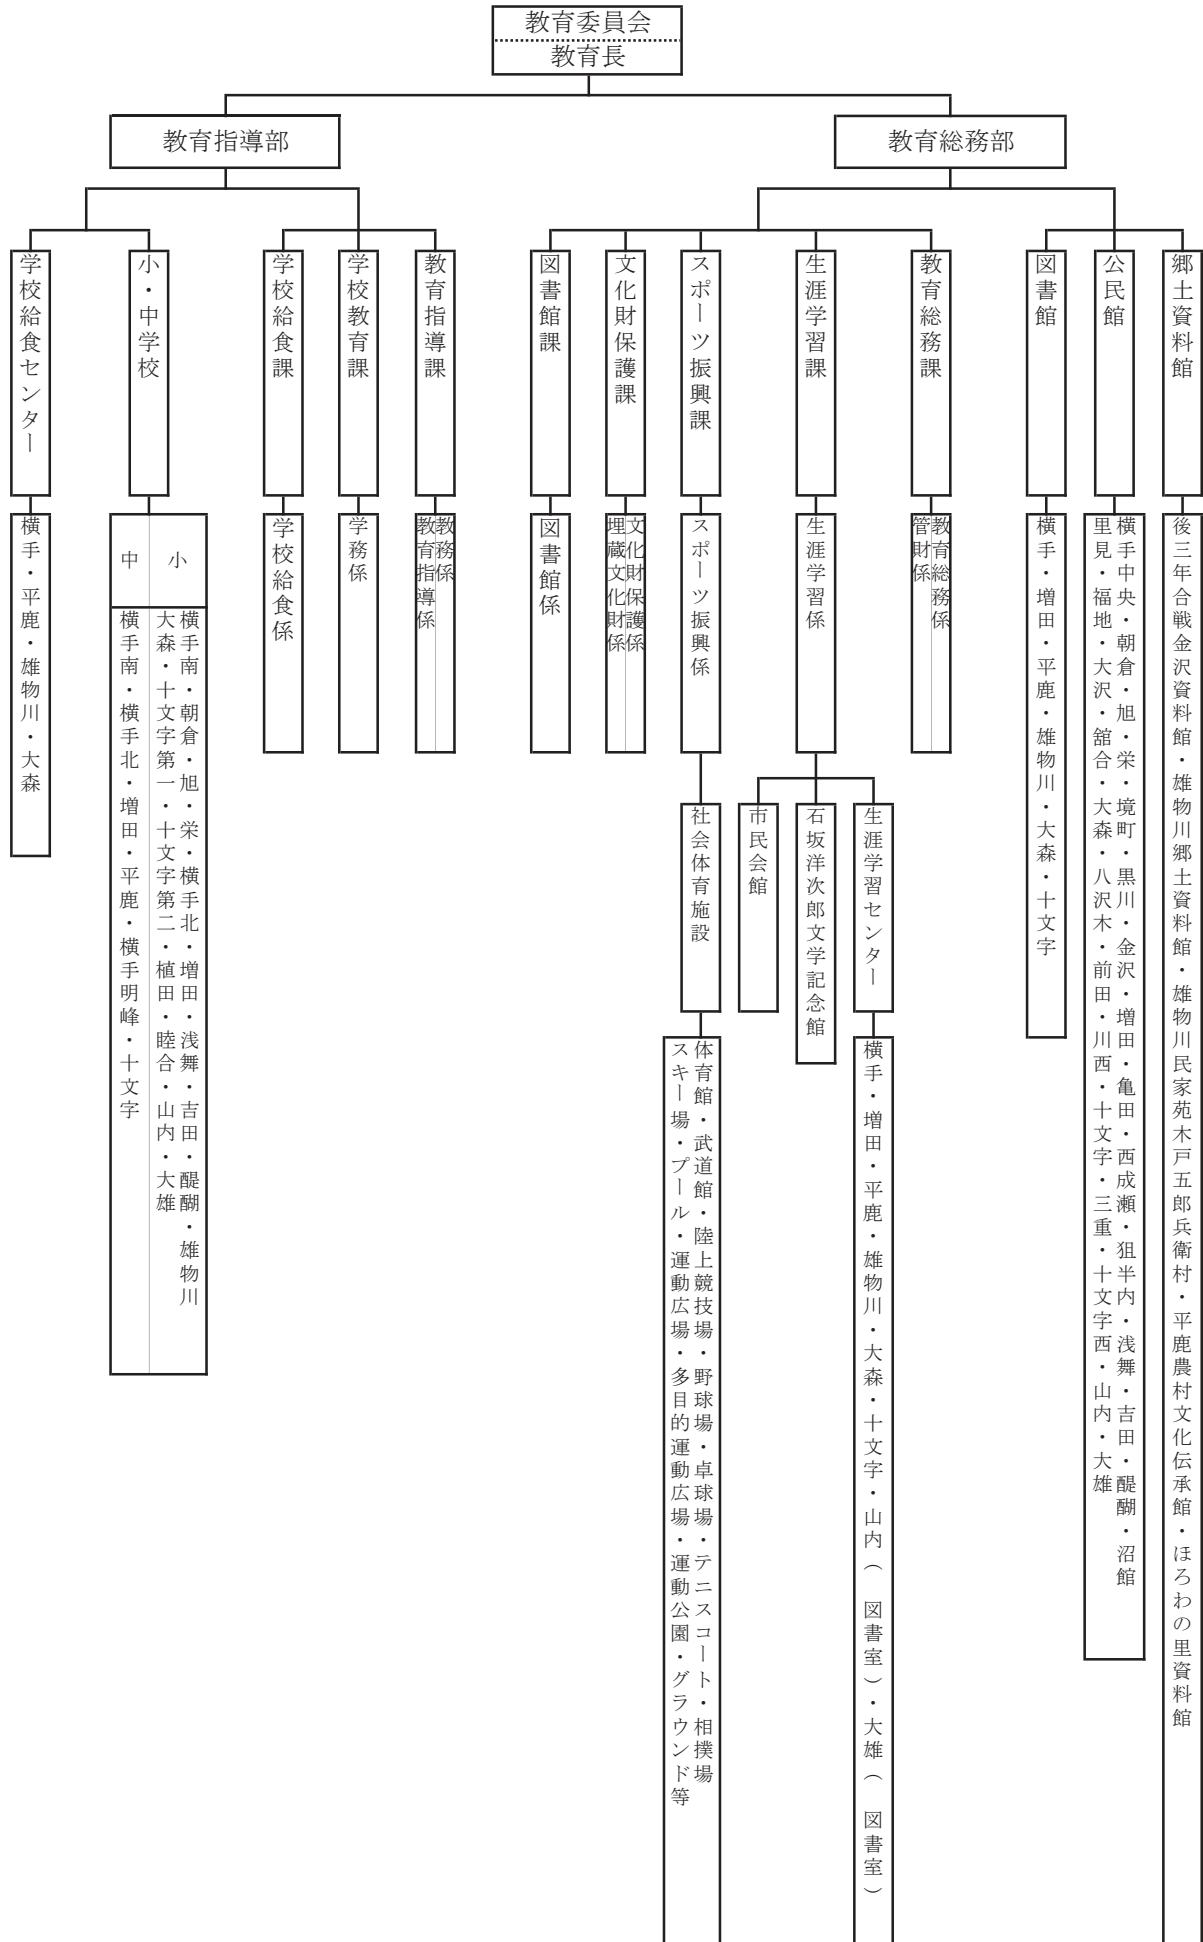 教育委員会
教育長
教育指導部
教育総務部
郷土資料館
公民館
図書館
教育総務課
生涯学習課
スポーツ振興課
文化財保護課
図書館課
教育指導課
学校教育課
学校給食課
小・中学校
学校給食センター
後三年合戦金沢資料館・雄物川郷土資料館・雄物川民家苑木戸五郎兵衛村・平鹿農村文化伝承館・ほろわの里資料館
横手中央・朝倉・旭・栄・境町・黒川・金沢・増田・亀田・西成瀬・狙半内・浅舞・吉田・醍醐・沼館
里見・福地・大沢・舘合・大森・八沢木・前田・川西・十文字・三重・十文字西・山内・大雄
横手・増田・平鹿・雄物川・大森・十文字
教育総務係
管財係
生涯学習係
スポーツ振興係
文化財保護係
埋蔵文化財係
図書館係
教務係
教育指導係
学務係
学校給食係
小
中
横手南・朝倉・旭・栄・横手北・増田・浅舞・吉田・醍醐・雄物川
大森・十文字第一・十文字第二・植田・睦合・山内・大雄
横手南・横手北・増田・平鹿・横手明峰・十文字
横手・平鹿・雄物川・大森
生涯学習センター
石坂洋次郎文学記念館
市民会館
社会体育施設
横手・増田・平鹿・雄物川・大森・十文字・山内（図書室）・大雄（図書室）
体育館・武道館・陸上競技場・野球場・卓球場・テニスコート・相撲場
スキー場・プール・運動広場・多目的運動広場・運動公園・グラウンド等